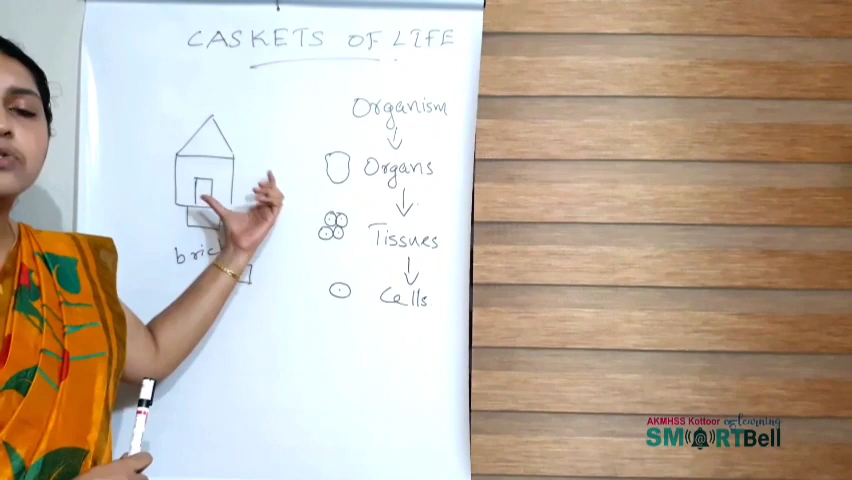 CASKETS OF LIFE
Organism
Organs
Tissues
Cells
AKMHSS Kottoor e-learning
SMARTBell